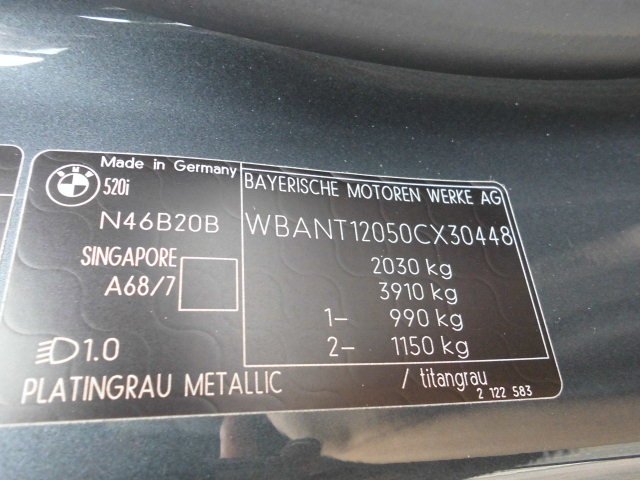 Made in Germany
BMW
520i
N46B20B
SINGAPORE
A68/7
1.0
PLATINGRAU METALLIC / titangrau
2 122 583
BAYERISCHE MOTOREN WERKE AG
WBANT12050CX30448
2030 kg
3910 kg
1– 990 kg
2– 1150 kg